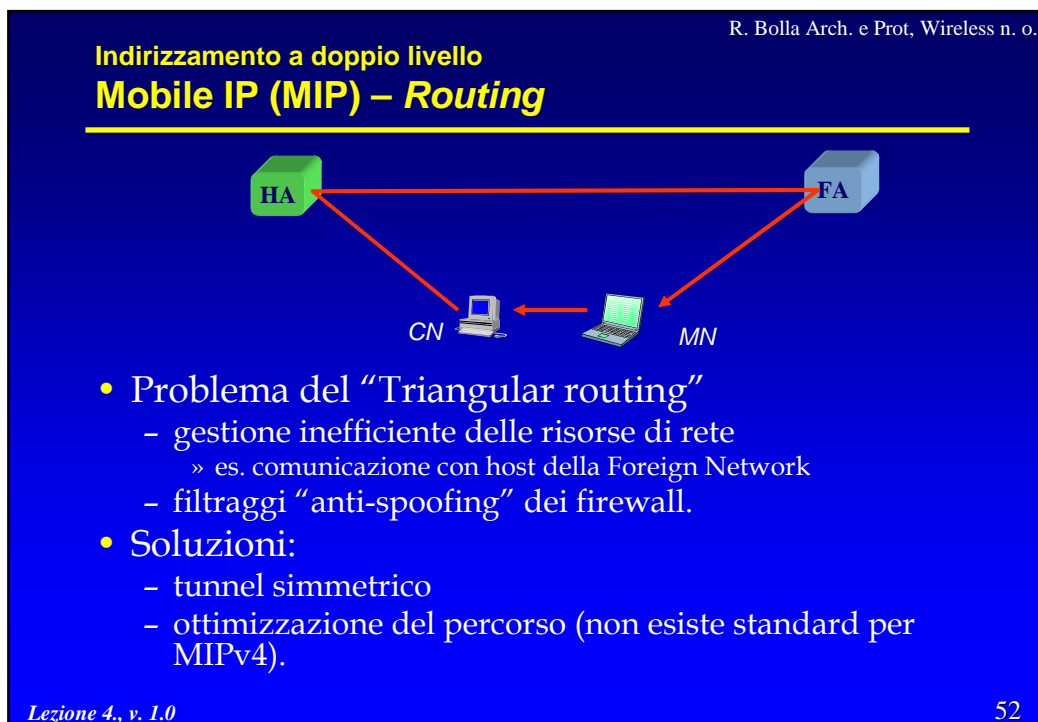 R. Bolla Arch. e Prot, Wireless n. o.
Indirizzamento a doppio livello
Mobile IP (MIP) – Routing
HA
FA
CN
MN
• Problema del “Triangular routing”
– gestione inefficiente delle risorse di rete
» es. comunicazione con host della Foreign Network
– filtraggi “anti-spoofing” dei firewall.
• Soluzioni:
– tunnel simmetrico
– ottimizzazione del percorso (non esiste standard per
MIPv4).
Lezione 4., v. 1.0
52